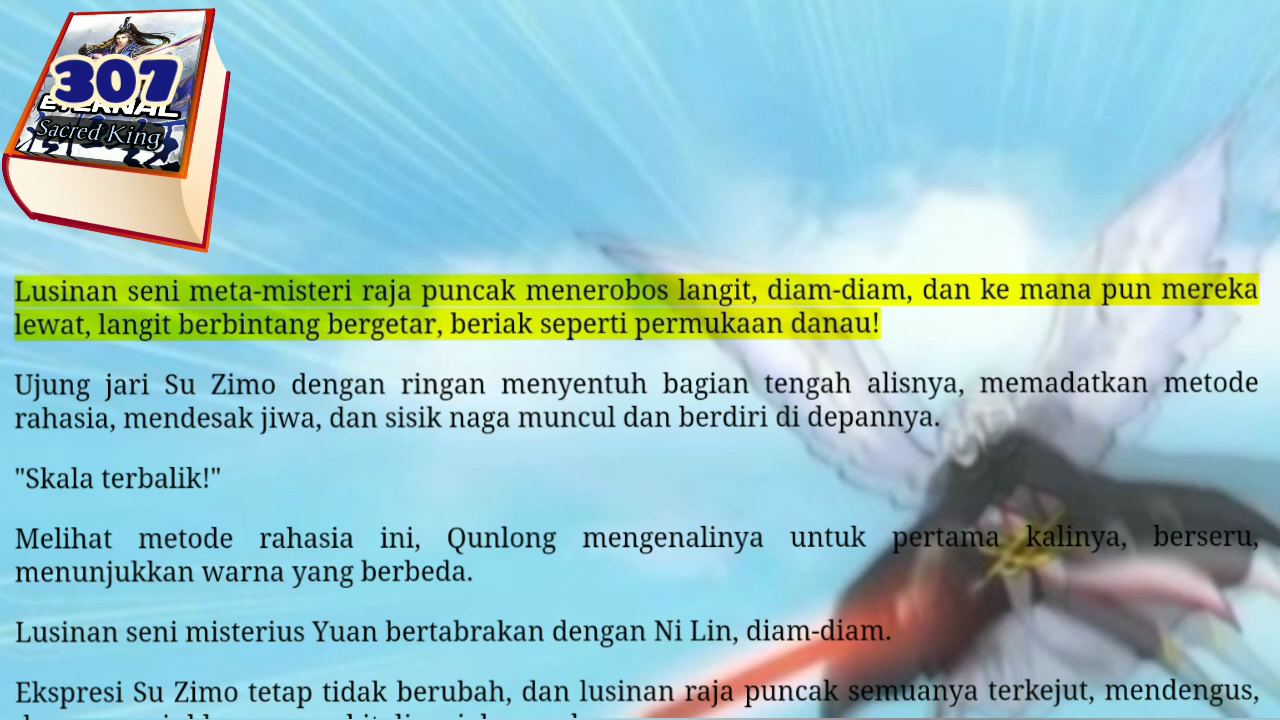 307
ETERNAL
Sacred King
Lusinan seni meta-misteri raja puncak menerobos langit, diam-diam, dan ke mana pun mereka
lewat, langit berbintang bergetar, beriak seperti permukaan danau!
Ujung jari Su Zimo dengan ringan menyentuh bagian tengah alisnya, memadatkan metode
rahasia, mendesak jiwa, dan sisik naga muncul dan berdiri di depannya.
"Skala terbalik!"
Melihat metode rahasia ini, Qunlong mengenalinya untuk pertama kalinya, berseru,
menunjukkan warna yang berbeda.
Lusinan seni misterius Yuan bertabrakan dengan Ni Lin, diam-diam.
Ekspresi Su Zimo tetap tidak berubah, dan lusinan raja puncak semuanya terkejut, mendengus,